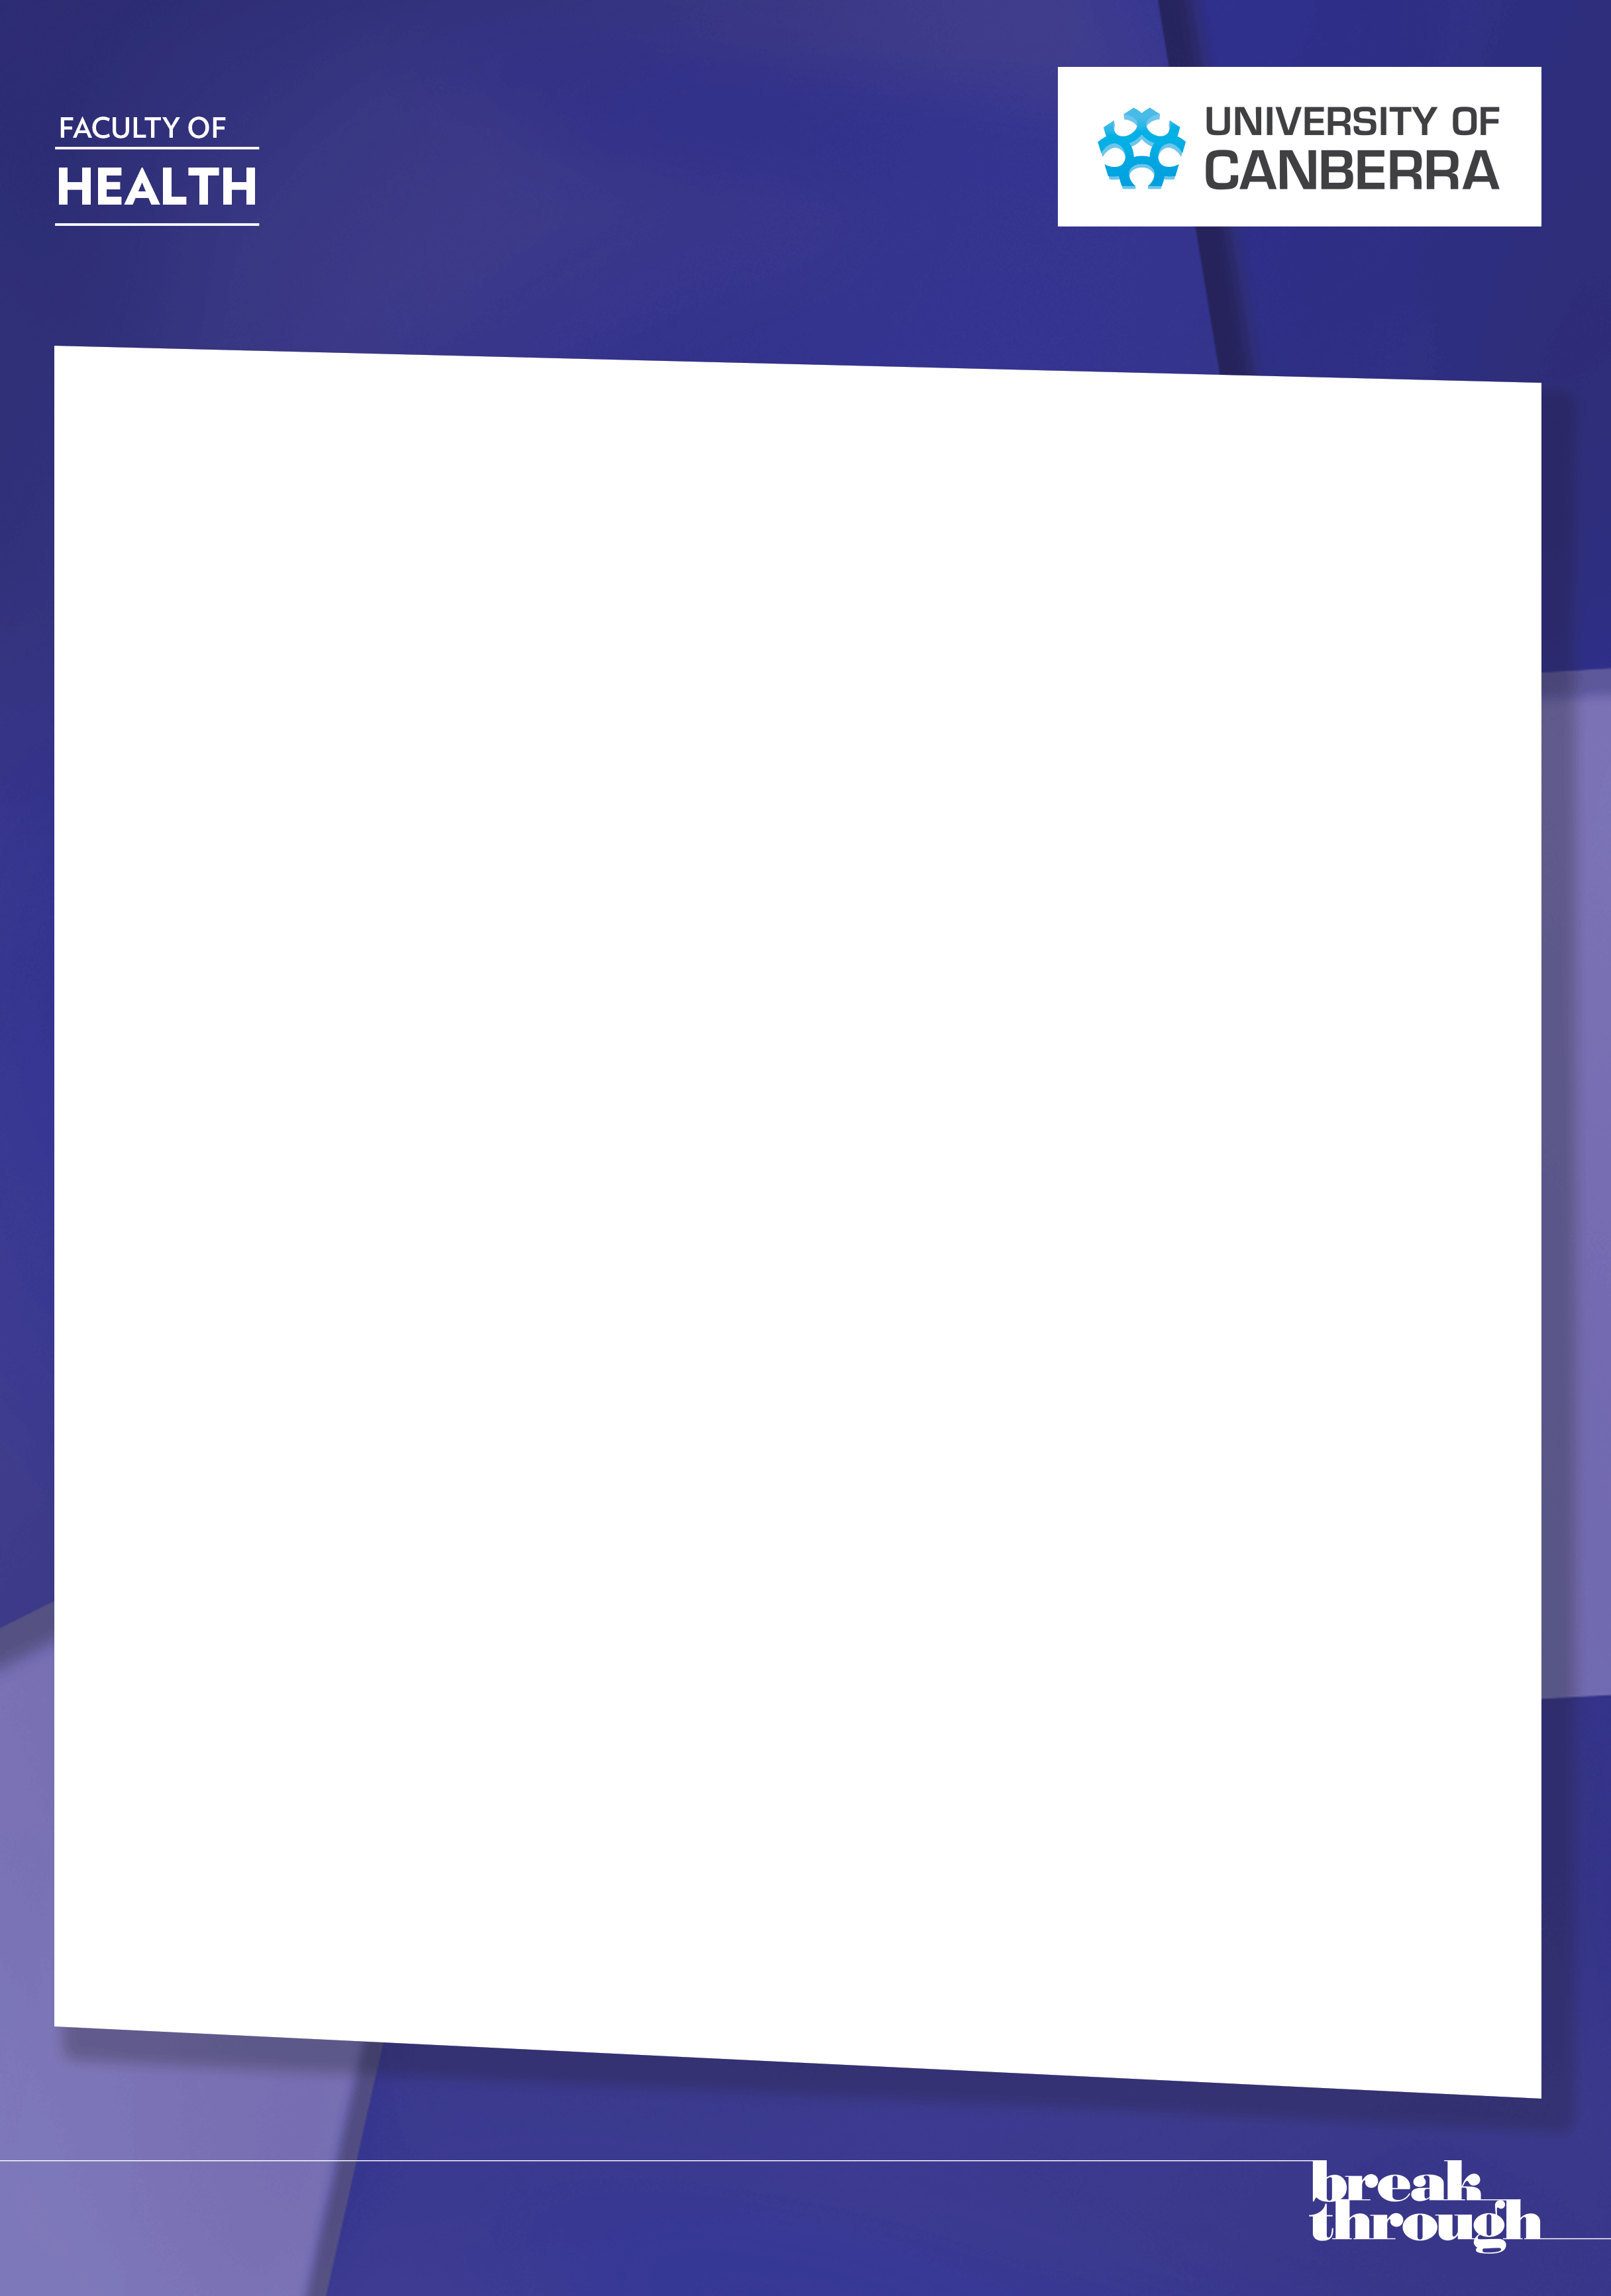 FACULTY OF
HEALTH
UNIVERSITY OF
CANBERRA
break
through